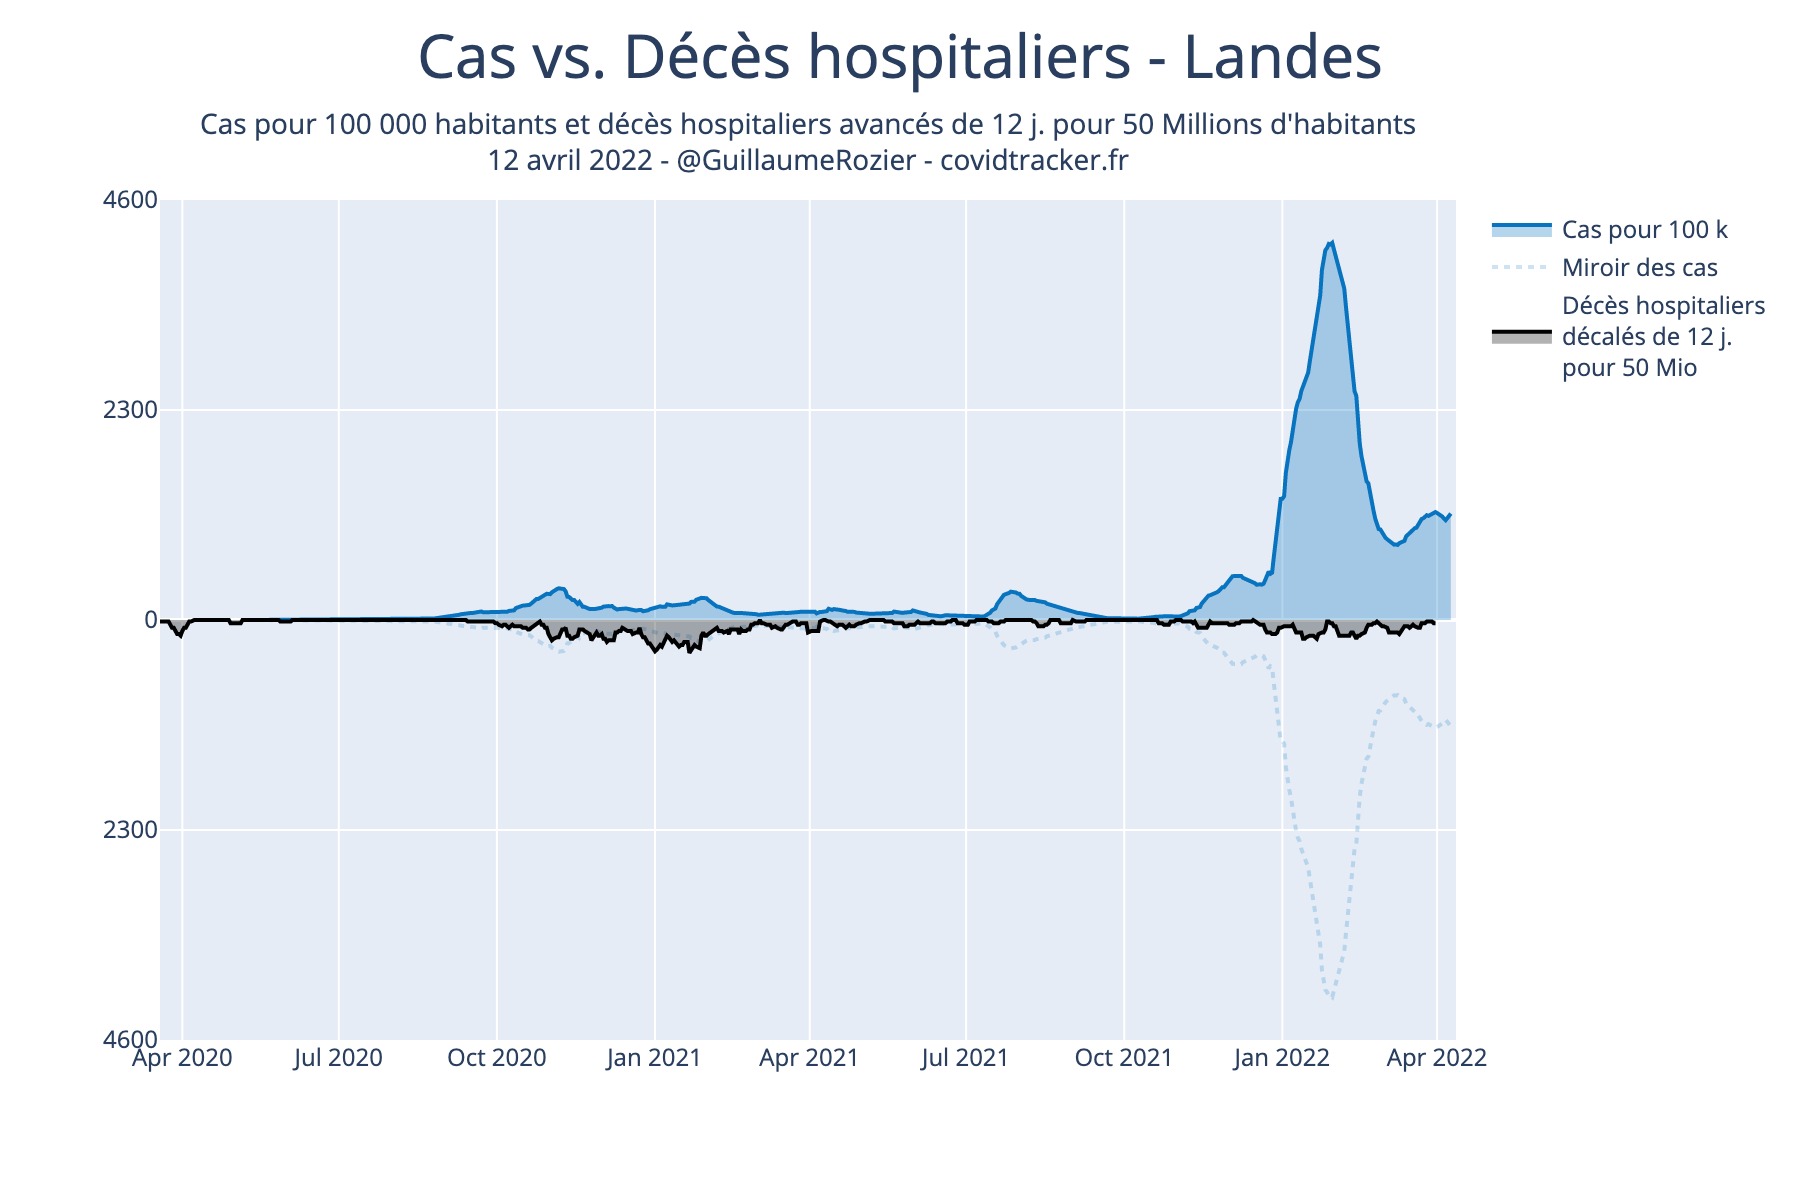 Cas vs. Décès hospitaliers - Landes
Cas pour 100 000 habitants et décès hospitaliers avancés de 12 j. pour 50 Millions d'habitants
12 avril 2022 - @GuillaumeRozier - covidtracker.fr
4600
2300
0
2300
4600
Apr 2020
Jul 2020
Oct 2020
Jan 2021
Apr 2021
Jul 2021
Oct 2021
Jan 2022
Apr 2022
Cas pour 100 k
Miroir des cas
Décès hospitaliers
décalés de 12 j.
pour 50 Mio